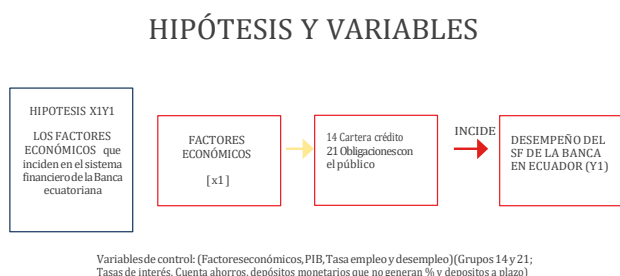 HIPÓTESIS Y VARIABLES
HIPOTESIS X1Y1
LOS FACTORES
ECONÓMICOS que
inciden en el sistema
financiero de la Banca
ecuatoriana
FACTORES
ECONÓMICOS
[x1]
14 Cartera crédito
21 Obligaciones con
el público
INCIDE
DESEMPEÑO DEL
SF DE LA BANCA
EN ECUADOR (Y1)
Variables de control: (Factores económicos, PIB, Tasa empleo y desempleo) (Grupos 14 y 21;
Tasas de interés, Cuenta ahorros, depósitos monetarios que no generan % y depositos a plazo)